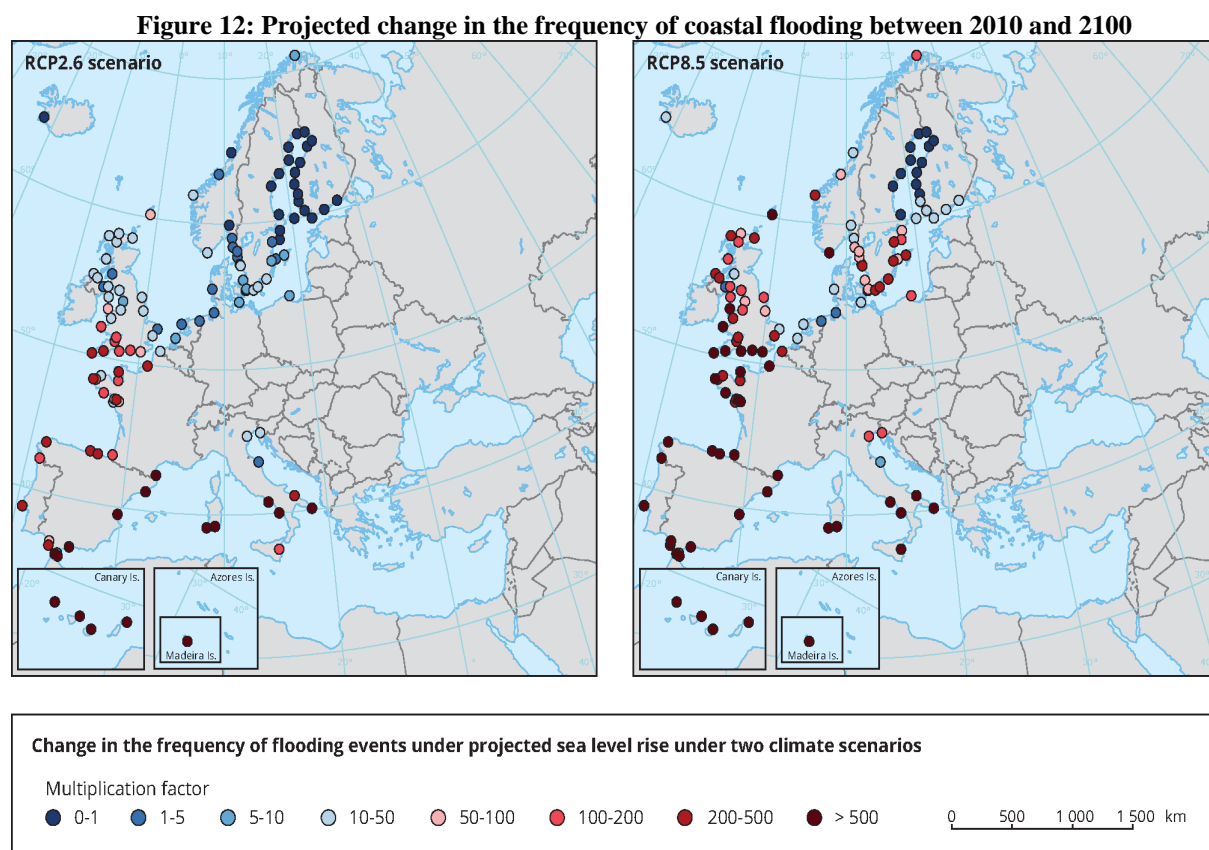 Figure 12: Projected change in the frequency of coastal flooding between 2010 and 2100
RCP2.6 scenario
RCP8.5 scenario
Canary Is.
Azores Is.
Madeira Is.
Canary Is.
Azores Is.
Madeira Is.
Change in the frequency of flooding events under projected sea level rise under two climate scenarios
Multiplication factor
0-1 1-5 5-10 10-50 50-100 100-200 200-500 > 500
0 500 1 000 1 500 km